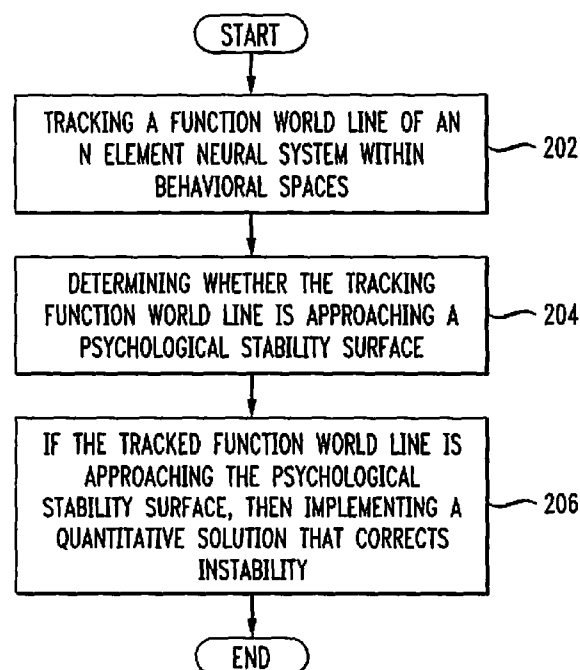 START
TRACKING A FUNCTION WORLD LINE OF AN
N ELEMENT NEURAL SYSTEM WITHIN
BEHAVIORAL SPACES
202
DETERMINING WHETHER THE TRACKING
FUNCTION WORLD LINE IS APPROACHING A
PSYCHOLOGICAL STABILITY SURFACE
204
IF THE TRACKED FUNCTION WORLD LINE IS
APPROACHING THE PSYCHOLOGICAL
STABILITY SURFACE, THEN IMPLEMENTING A
QUANTITATIVE SOLUTION THAT CORRECTS
INSTABILITY
206
END